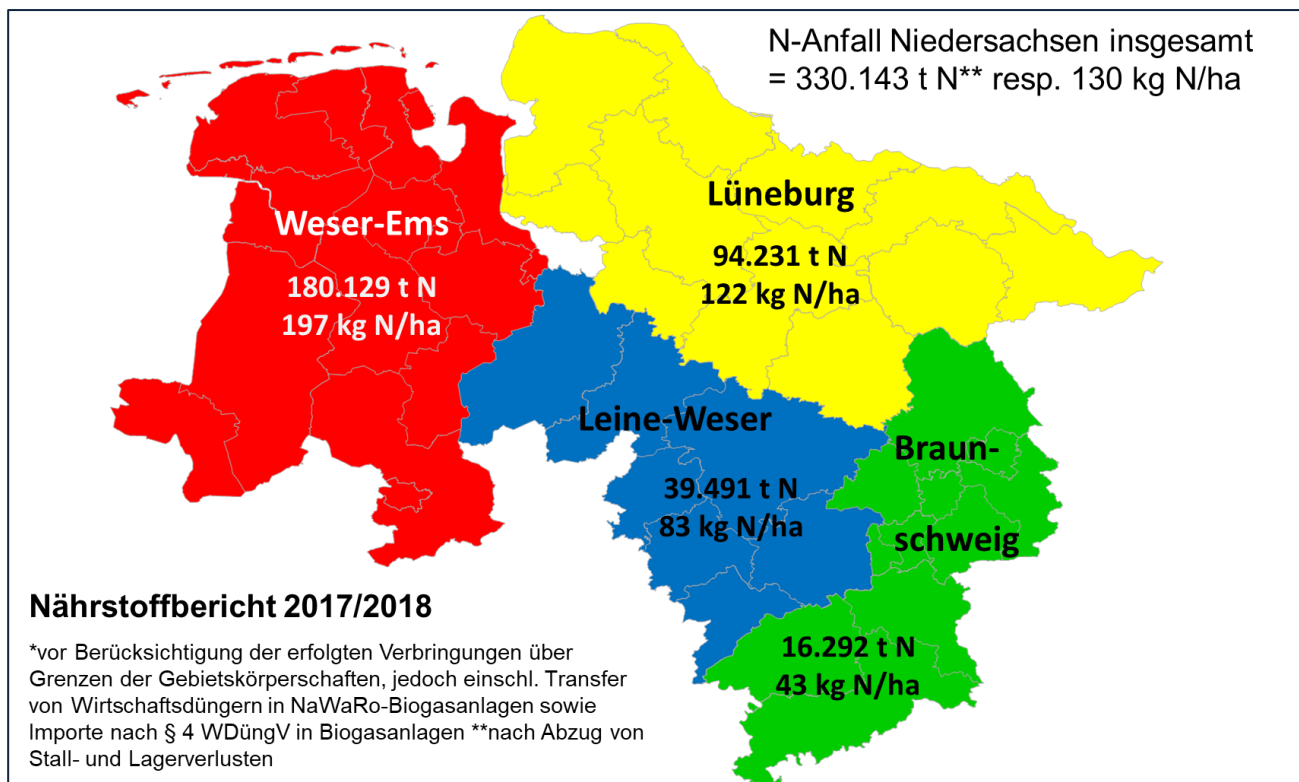 N-Anfall Niedersachsen insgesamt
= 330.143 t N** resp. 130 kg N/ha
Lüneburg
94.231 t N
122 kg N/ha
Weser-Ems
180.129 t N
197 kg N/ha
Leine-Weser
39.491 t N
83 kg N/ha
Braun-
schweig
16.292 t N
43 kg N/ha
Nährstoffbericht 2017/2018
*vor Berücksichtigung der erfolgten Verbringungen über
Grenzen der Gebietskörperschaften, jedoch einschl. Transfer
von Wirtschaftsdüngern in NaWaRo-Biogasanlagen sowie
Importe nach § 4 WDüngV in Biogasanlagen **nach Abzug von
Stall- und Lagerverlusten